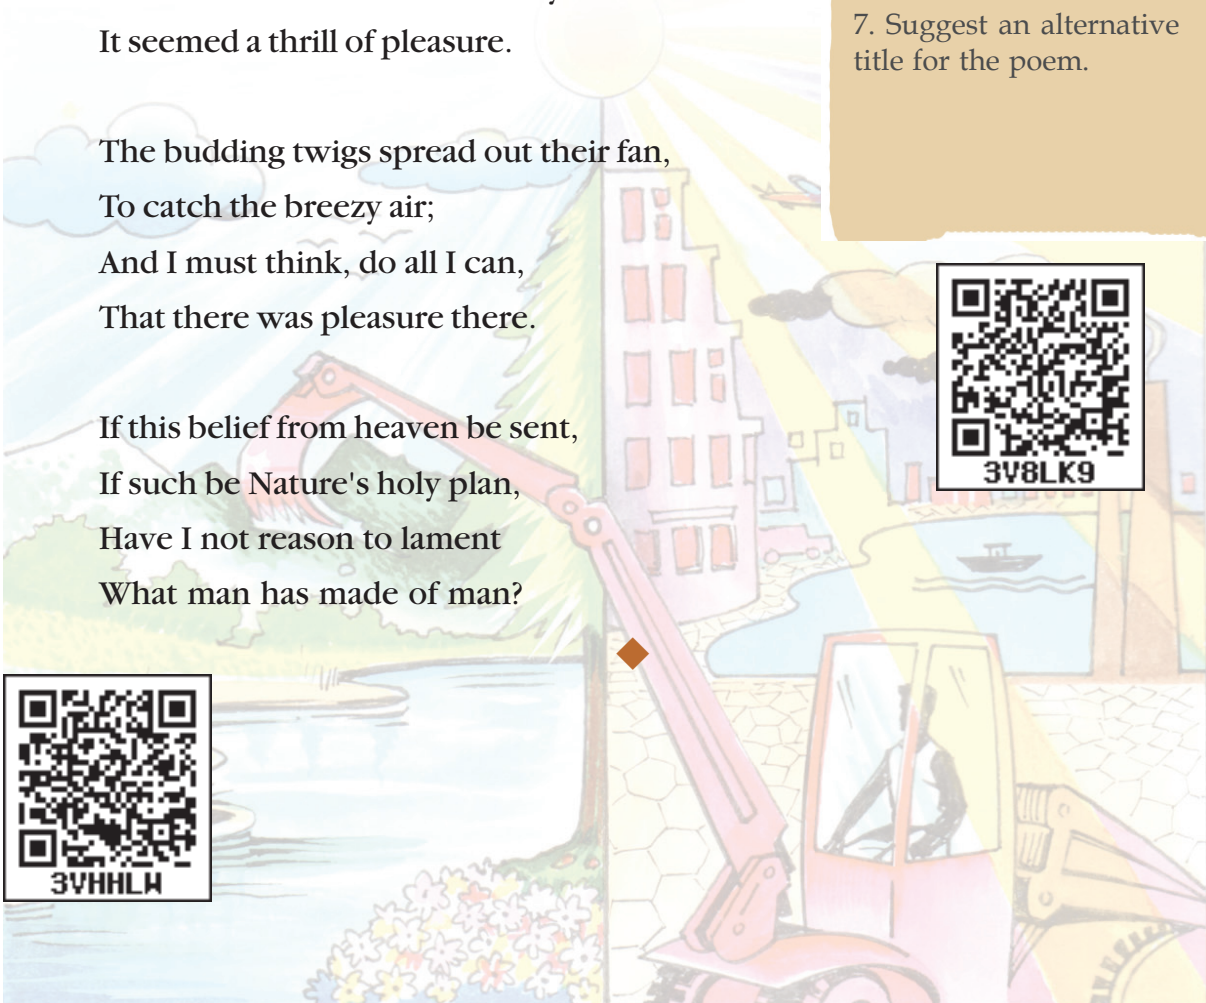 It seemed a thrill of pleasure.
The budding twigs spread out their fan,
To catch the breezy air;
And I must think, do all I can,
That there was pleasure there.
If this belief from heaven be sent,
If such be Nature's holy plan,
Have I not reason to lament
What man has made of man?
7. Suggest an alternative
title for the poem.
3V8LK9
3VHHLW